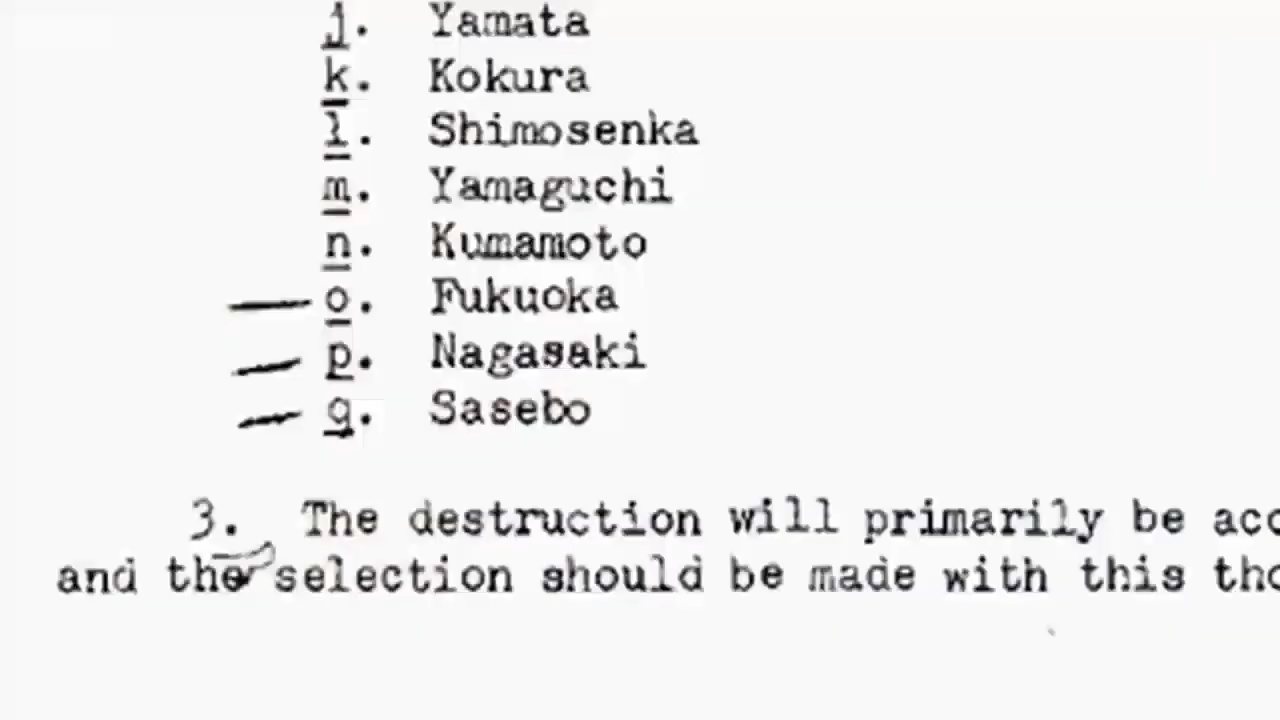 j. Yamata
k. Kokura
l. Shimosenka
m. Yamaguchi
n. Kumamoto
o. Fukuoka
p. Nagasaki
q. Sasebo
3. The destruction will primarily be acc
and the selection should be made with this tho